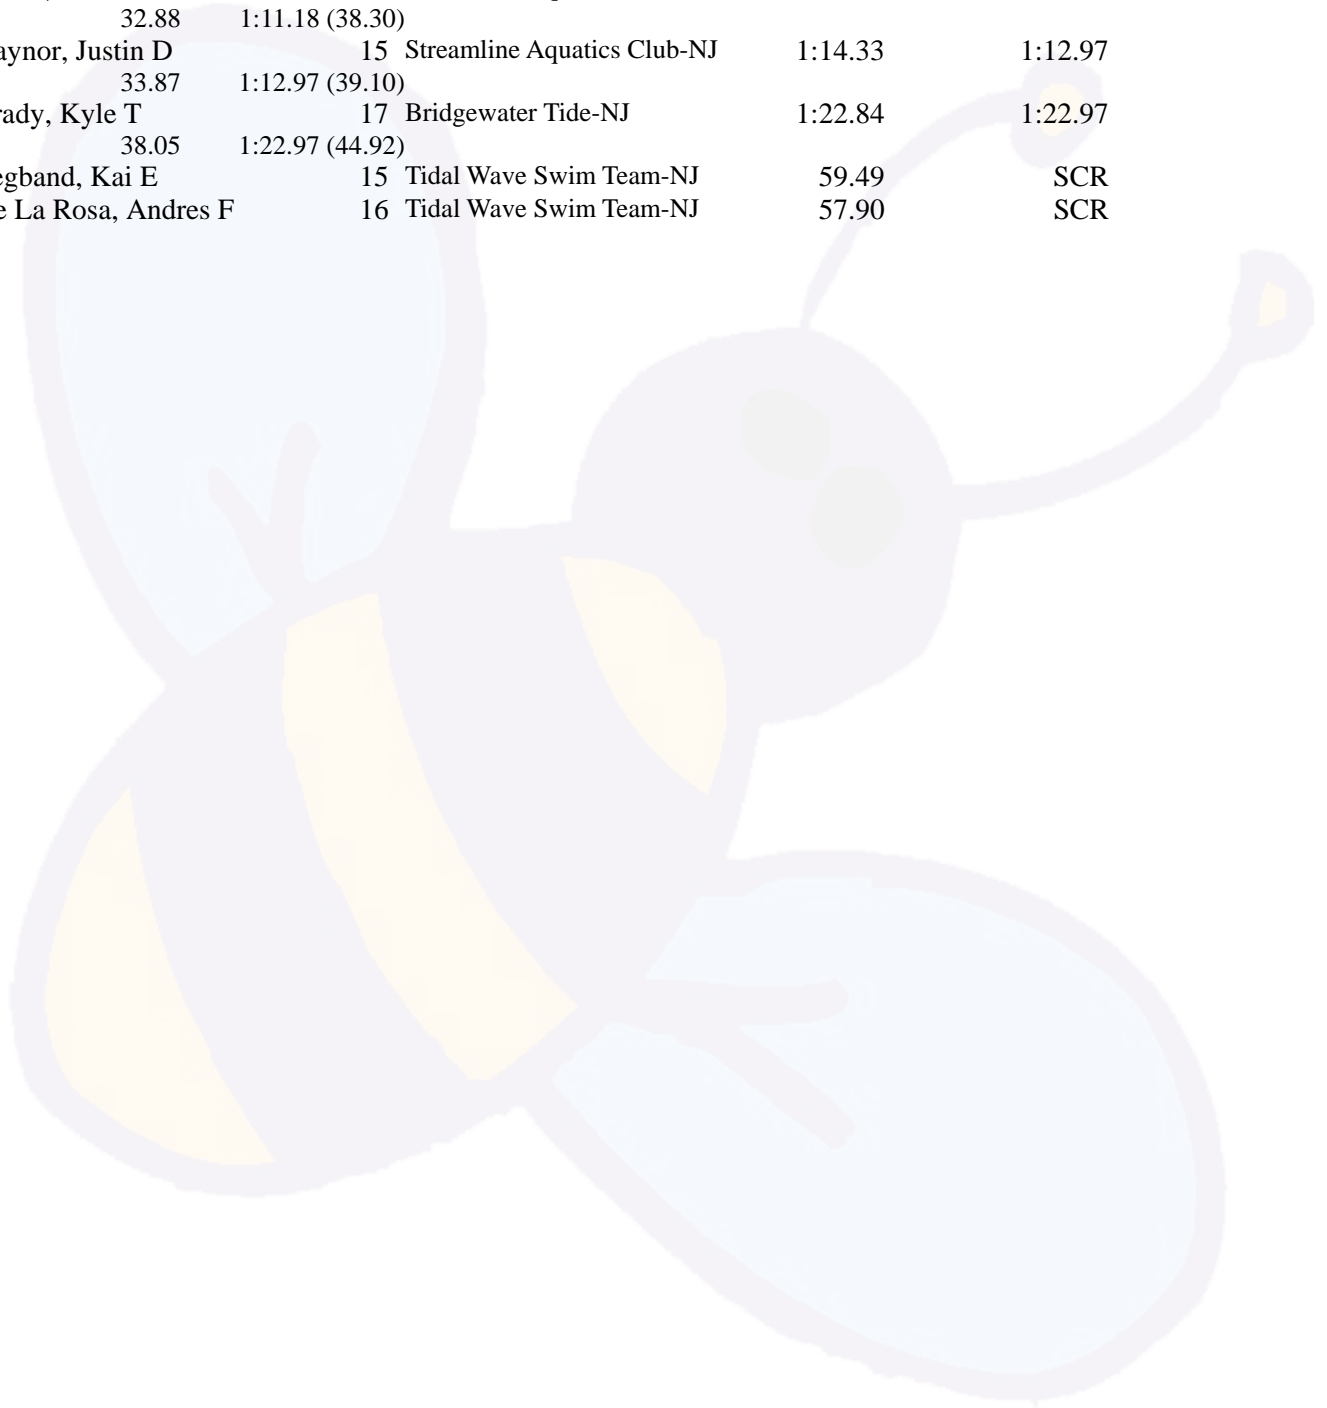 32.88 1:11.18 (38.30)
aynor, Justin D 15 Streamline Aquatics Club-NJ 1:14.33 1:12.97
33.87 1:12.97 (39.10)
rady, Kyle T 17 Bridgewater Tide-NJ 1:22.84 1:22.97
38.05 1:22.97 (44.92)
egband, Kai E 15 Tidal Wave Swim Team-NJ 59.49 SCR
e La Rosa, Andres F 16 Tidal Wave Swim Team-NJ 57.90 SCR